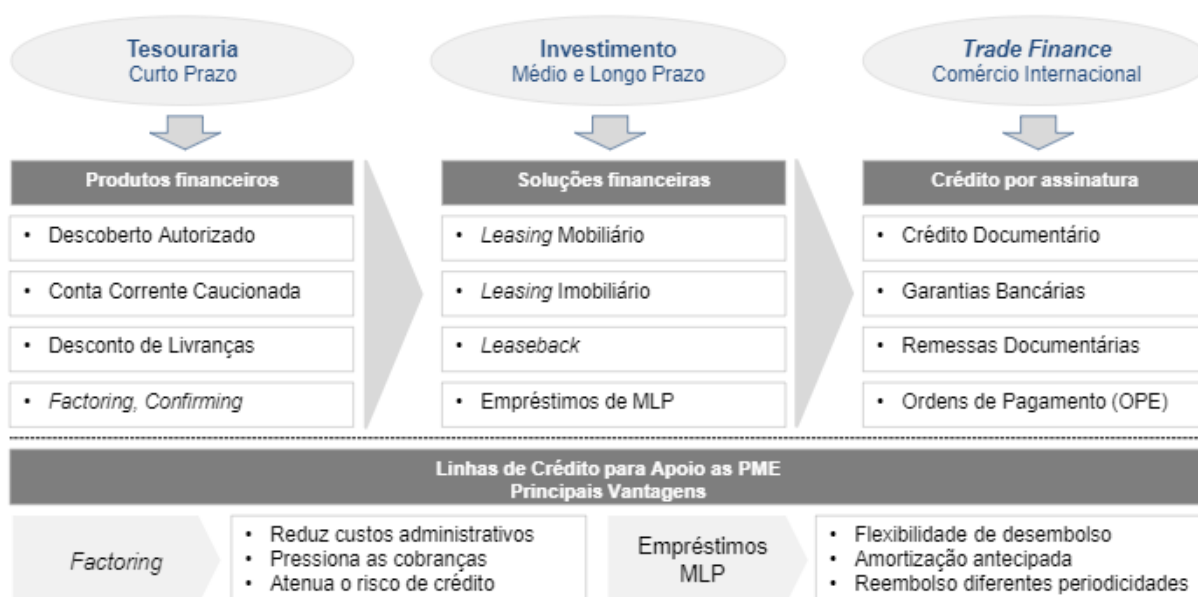 Tesouraria
Curto Prazo
Investimento
Médio e Longo Prazo
Trade Finance
Comércio Internacional
Produtos financeiros
• Descoberto Autorizado
• Conta Corrente Caucionada
• Desconto de Livranças
• Factoring, Confirming
Soluções financeiras
• Leasing Mobiliário
• Leasing Imobiliário
• Leaseback
• Empréstimos de MLP
Crédito por assinatura
• Crédito Documentário
• Garantias Bancárias
• Remessas Documentárias
• Ordens de Pagamento (OPE)
Linhas de Crédito para Apoio as PME
Principais Vantagens
Factoring
• Reduz custos administrativos
• Pressiona as cobranças
• Atenua o risco de crédito
Empréstimos
MLP
• Flexibilidade de desembolso
• Amortização antecipada
• Reembolso diferentes periodicidades